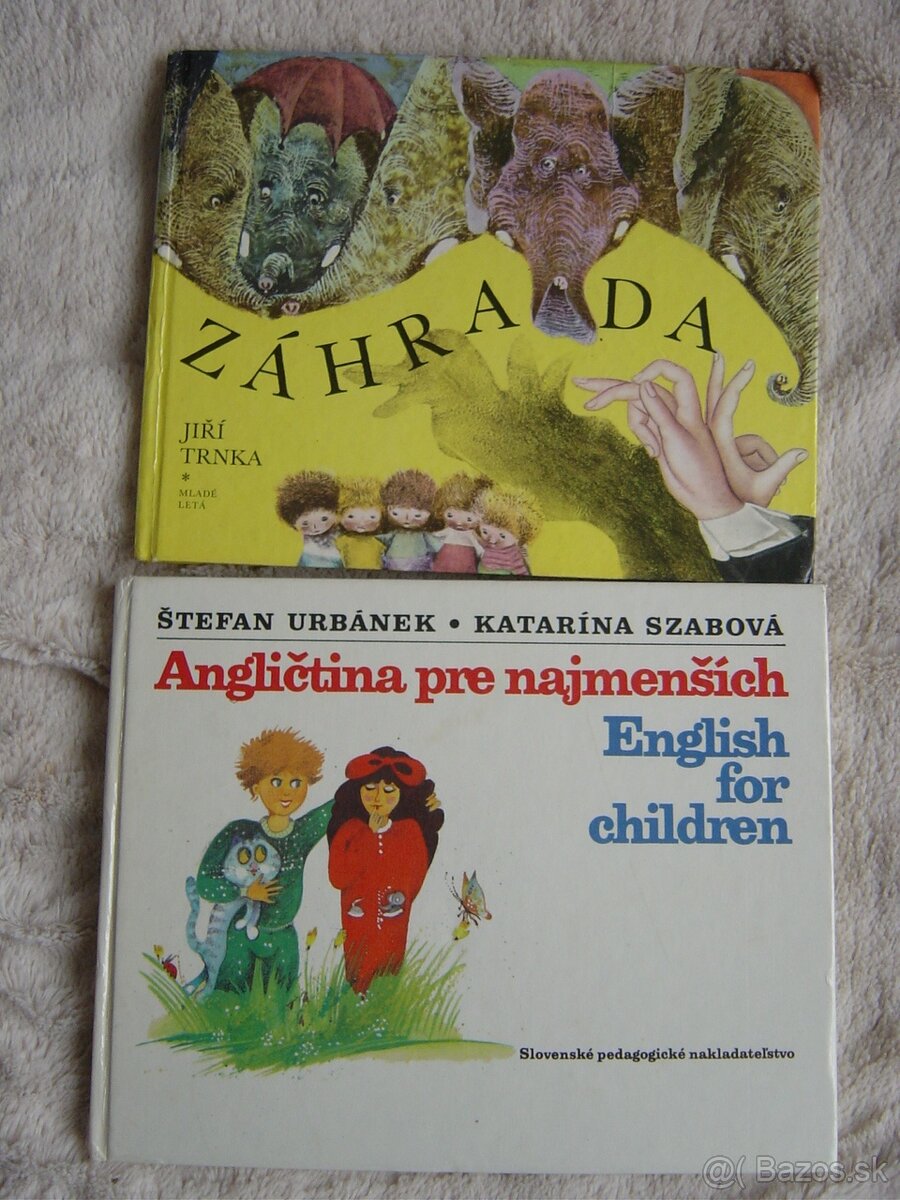 ZÁHRADA
JIŘÍ
TRNKA
*
MLADÉ
LETÁ
ŠTEFAN URBÁNEK • KATARÍNA SZABOVÁ
Angličtina pre najmenších
English
for
children
Slovenské pedagogické nakladateľstvo
@( Bazos.sk